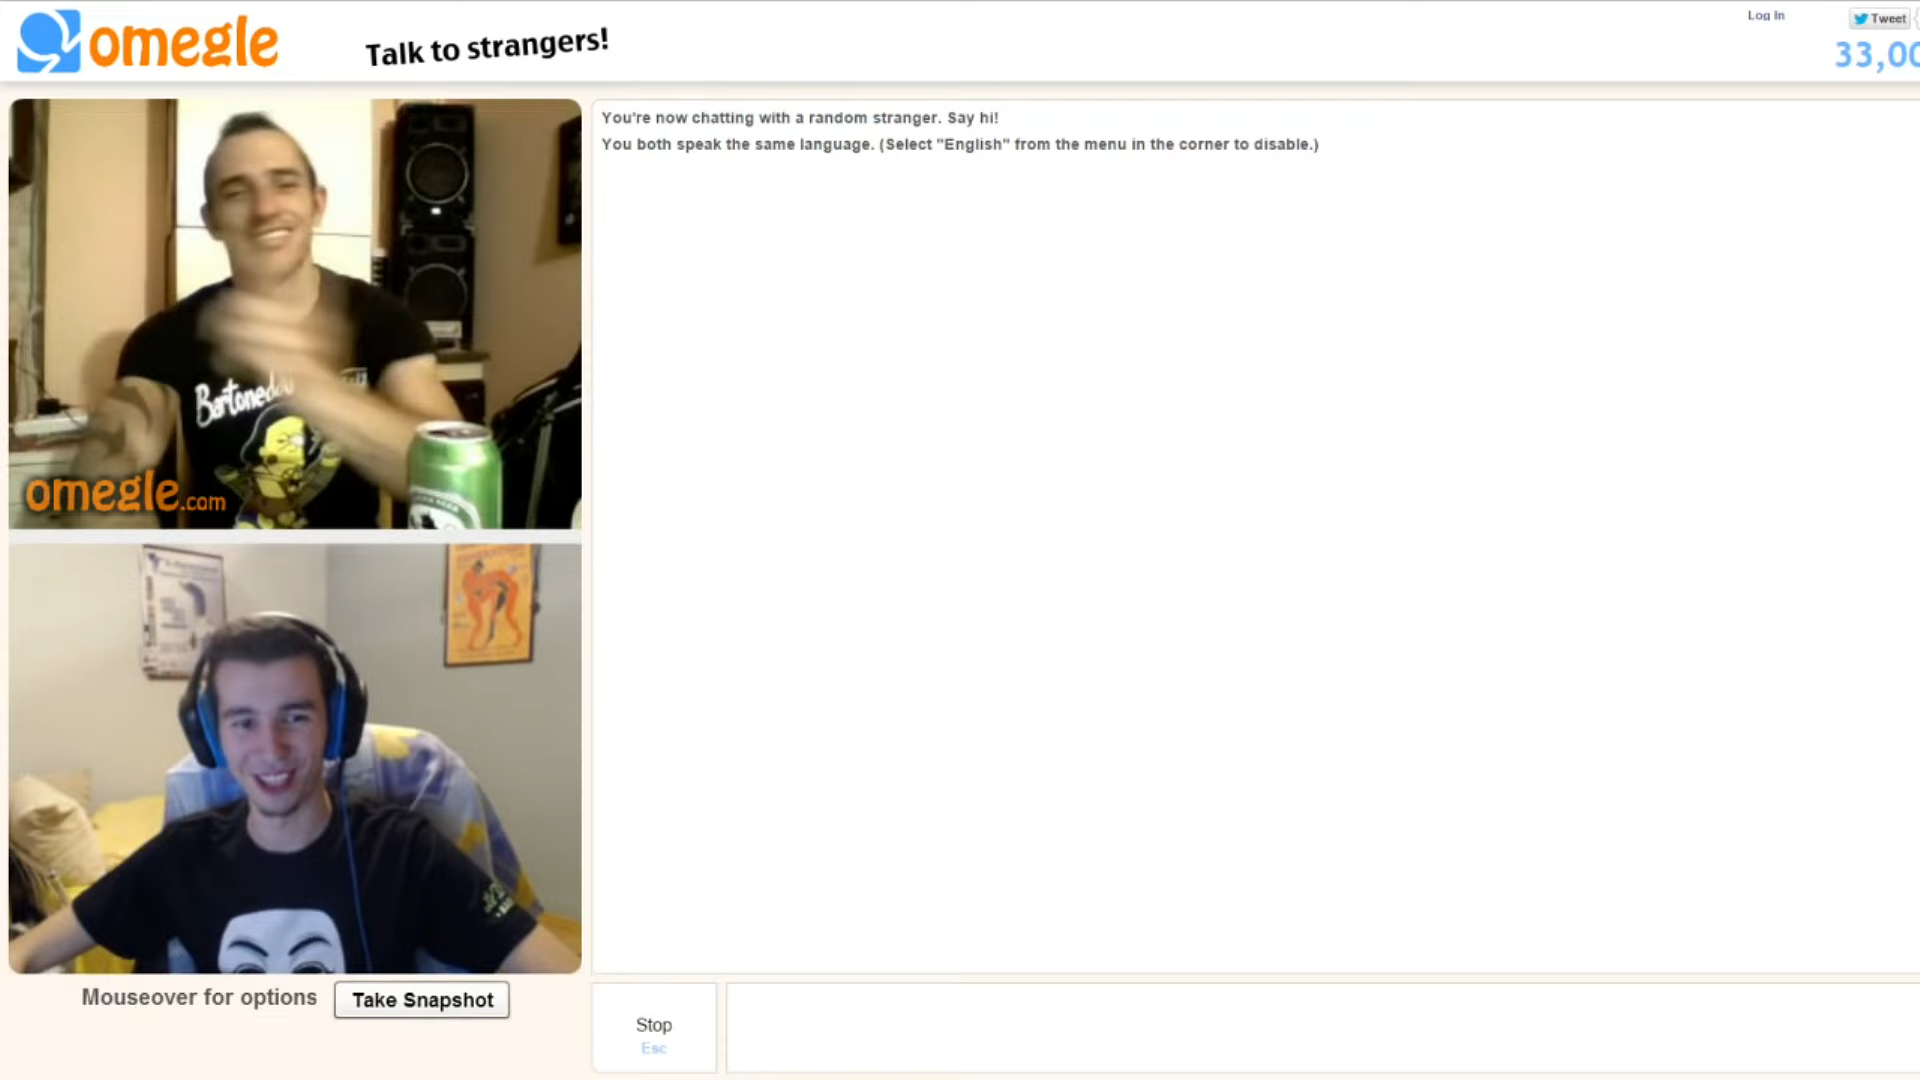 omegle
Talk to strangers!
Log In
Tweet
33,00
You're now chatting with a random stranger. Say hi!
You both speak the same language. (Select "English" from the menu in the corner to disable.)
omegle.com
Mouseover for options
Take Snapshot
Stop
Esc